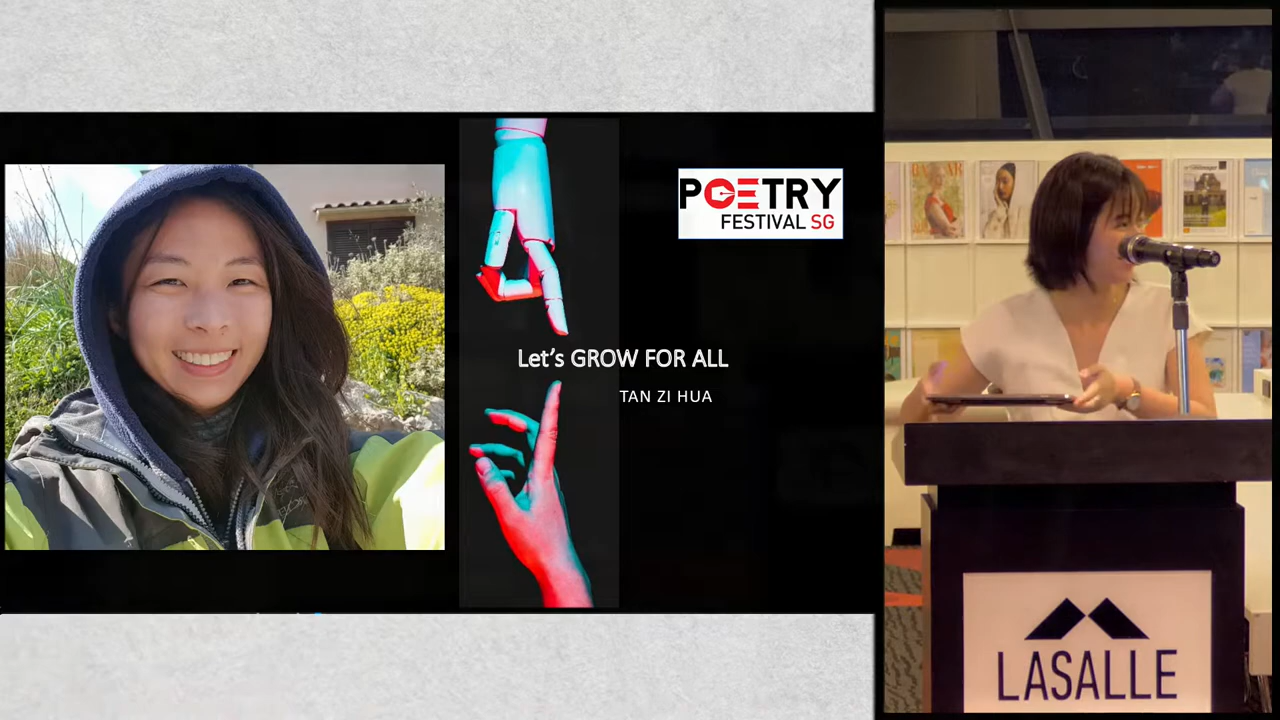 POETRY
FESTIVAL SG
Let's GROW FOR ALL
TAN ZI HUA
LASALLE